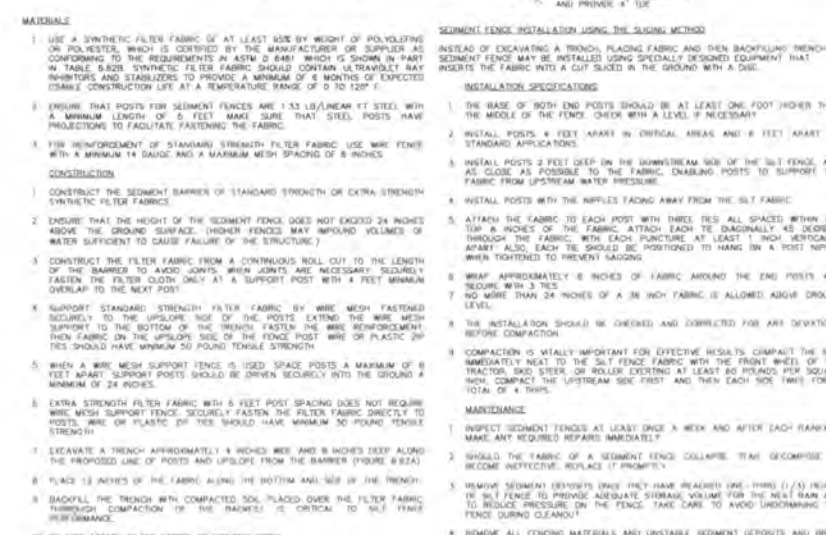 MATERIALS
1 USE A SYNTHETIC FILTER FABRIC OF AT LEAST 95% BY WEIGHT OF POLYOLEFINS
OR POLYESTER, WHICH IS CERTIFIED BY THE MANUFACTURER OR SUPPLIER AS
CONFORMING TO THE REQUIREMENTS IN ASTM D 6461 WHICH IS SHOWN IN PART
IN TABLE 6.62B. SYNTHETIC FILTER FABRIC SHOULD CONTAIN ULTRAVIOLET RAY
INHIBITORS AND STABILIZERS TO PROVIDE A MINIMUM OF 6 MONTHS OF EXPECTED
USABLE CONSTRUCTION LIFE AT A TEMPERATURE RANGE OF 0 TO 120° F.
2 ENSURE THAT POSTS FOR SEDIMENT FENCES ARE 1.33 LB/LINEAR FT STEEL WITH
A MINIMUM LENGTH OF 5 FEET MAKE SURE THAT STEEL POSTS HAVE
PROJECTIONS TO FACILITATE FASTENING THE FABRIC.
3 FOR REINFORCEMENT OF STANDARD STRENGTH FILTER FABRIC USE WIRE FENCE
WITH A MINIMUM 14 GAUGE AND A MAXIMUM MESH SPACING OF 6 INCHES
CONSTRUCTION
1 CONSTRUCT THE SEDIMENT BARRIER OF STANDARD STRENGTH OR EXTRA STRENGTH
SYNTHETIC FILTER FABRICS
2 ENSURE THAT THE HEIGHT OF THE SEDIMENT FENCE DOES NOT EXCEED 24 INCHES
ABOVE THE GROUND SURFACE. (HIGHER FENCES MAY IMPOUND VOLUMES OF
WATER SUFFICIENT TO CAUSE FAILURE OF THE STRUCTURE.)
3 CONSTRUCT THE FILTER FABRIC FROM A CONTINUOUS ROLL CUT TO THE LENGTH
OF THE BARRIER TO AVOID JOINTS. WHEN JOINTS ARE NECESSARY SECURELY
FASTEN THE FILTER CLOTH ONLY AT A SUPPORT POST WITH 4 FEET MINIMUM
OVERLAP TO THE NEXT POST
4 SUPPORT STANDARD STRENGTH FILTER FABRIC BY WIRE MESH FASTENED
SECURELY TO THE UPSLOPE SIDE OF THE POSTS EXTEND THE WIRE MESH
SUPPORT TO THE BOTTOM OF THE TRENCH FASTEN THE WIRE REINFORCEMENT
THEN FABRIC ON THE UPSLOPE SIDE OF THE FENCE POST WIRE OR PLASTIC ZIP
TIES SHOULD HAVE MINIMUM 50 POUND TENSILE STRENGTH
5 WHEN A WIRE MESH SUPPORT FENCE IS USED SPACE POSTS A MAXIMUM OF 8
FEET APART SUPPORT POSTS SHOULD BE DRIVEN SECURELY INTO THE GROUND A
MINIMUM OF 24 INCHES.
6 EXTRA STRENGTH FILTER FABRIC WITH 6 FEET POST SPACING DOES NOT REQUIRE
WIRE MESH SUPPORT FENCE. SECURELY FASTEN THE FILTER FABRIC DIRECTLY TO
POSTS. WIRE OR PLASTIC ZIP TIES SHOULD HAVE MINIMUM 50 POUND TENSILE
STRENGTH
7 EXCAVATE A TRENCH APPROXIMATELY 4 INCHES WIDE AND 8 INCHES DEEP ALONG
THE PROPOSED LINE OF POSTS AND UPSLOPE FROM THE BARRIER (FIGURE 6.62A)
8 PLACE 12 INCHES OF THE FABRIC ALONG THE BOTTOM AND SIDE OF THE TRENCH
9 BACKFILL THE TRENCH WITH COMPACTED SOIL PLACED OVER THE FILTER FABRIC
THOROUGH COMPACTION OF THE BACKFILL IS CRITICAL TO SILT FENCE
PERFORMANCE
AND PROVIDE 4" TOE
SEDIMENT FENCE INSTALLATION USING THE SLICING METHOD
INSTEAD OF EXCAVATING A TRENCH, PLACING FABRIC AND THEN BACKFILLING TRENCH
SEDIMENT FENCE MAY BE INSTALLED USING SPECIALLY DESIGNED EQUIPMENT THAT
INSERTS THE FABRIC INTO A CUT SLICED IN THE GROUND WITH A DISC
INSTALLATION SPECIFICATIONS
1 THE BASE OF BOTH END POSTS SHOULD BE AT LEAST ONE FOOT HIGHER TH
THE MIDDLE OF THE FENCE CHECK WITH A LEVEL IF NECESSARY
2 INSTALL POSTS 4 FEET APART IN CRITICAL AREAS AND 6 FEET APART
STANDARD APPLICATIONS
3 INSTALL POSTS 2 FEET DEEP ON THE DOWNSTREAM SIDE OF THE SILT FENCE, A
AS CLOSE AS POSSIBLE TO THE FABRIC, ENABLING POSTS TO SUPPORT
FABRIC FROM UPSTREAM WATER PRESSURE
4 INSTALL POSTS WITH THE NIPPLES FACING AWAY FROM THE SILT FABRIC
5 ATTACH THE FABRIC TO EACH POST WITH THREE TIES ALL SPACED WITHIN
TOP 8 INCHES OF THE FABRIC. ATTACH EACH TIE DIAGONALLY 45 DEGRE
THROUGH THE FABRIC WITH EACH PUNCTURE AT LEAST 1 INCH VERTICAL
APART ALSO, EACH TIE SHOULD BE POSITIONED TO HANG ON A POST NIPP
WHEN TIGHTENED TO PREVENT SAGGING
6 WRAP APPROXIMATELY 6 INCHES OF FABRIC AROUND THE END POSTS A
SECURE WITH 3 TIES
7 NO MORE THAN 24 INCHES OF A 36 INCH FABRIC IS ALLOWED ABOVE GROU
LEVEL
8 THE INSTALLATION SHOULD BE CHECKED AND CORRECTED FOR ANY DEVIATIO
BEFORE COMPACTION
9 COMPACTION IS VITALLY IMPORTANT FOR EFFECTIVE RESULTS COMPACT THE
IMMEDIATELY NEXT TO THE SILT FENCE FABRIC WITH THE FRONT WHEEL OF
TRACTOR, SKID STEER, OR ROLLER EXERTING AT LEAST 60 POUNDS PER SQUA
INCH. COMPACT THE UPSTREAM SIDE FIRST AND THEN EACH SIDE TWICE FOR
TOTAL OF 4 TRIPS.
MAINTENANCE
1 INSPECT SEDIMENT FENCES AT LEAST ONCE A WEEK AND AFTER EACH RAINFA
MAKE ANY REQUIRED REPAIRS IMMEDIATELY
2 SHOULD THE FABRIC OF A SEDIMENT FENCE COLLAPSE TEAR DECOMPOSE
BECOME INEFFECTIVE, REPLACE IT PROMPTLY
3 REMOVE SEDIMENT DEPOSITS ONCE THEY HAVE REACHED ONE-THIRD (1/3) HEI
OF SILT FENCE TO PROVIDE ADEQUATE STORAGE VOLUME FOR THE NEXT RAIN A
TO REDUCE PRESSURE ON THE FENCE. TAKE CARE TO AVOID UNDERMINING
FENCE DURING CLEANOUT
4 REMOVE ALL FENCING MATERIALS AND UNSTABLE SEDIMENT DEPOSITS AND